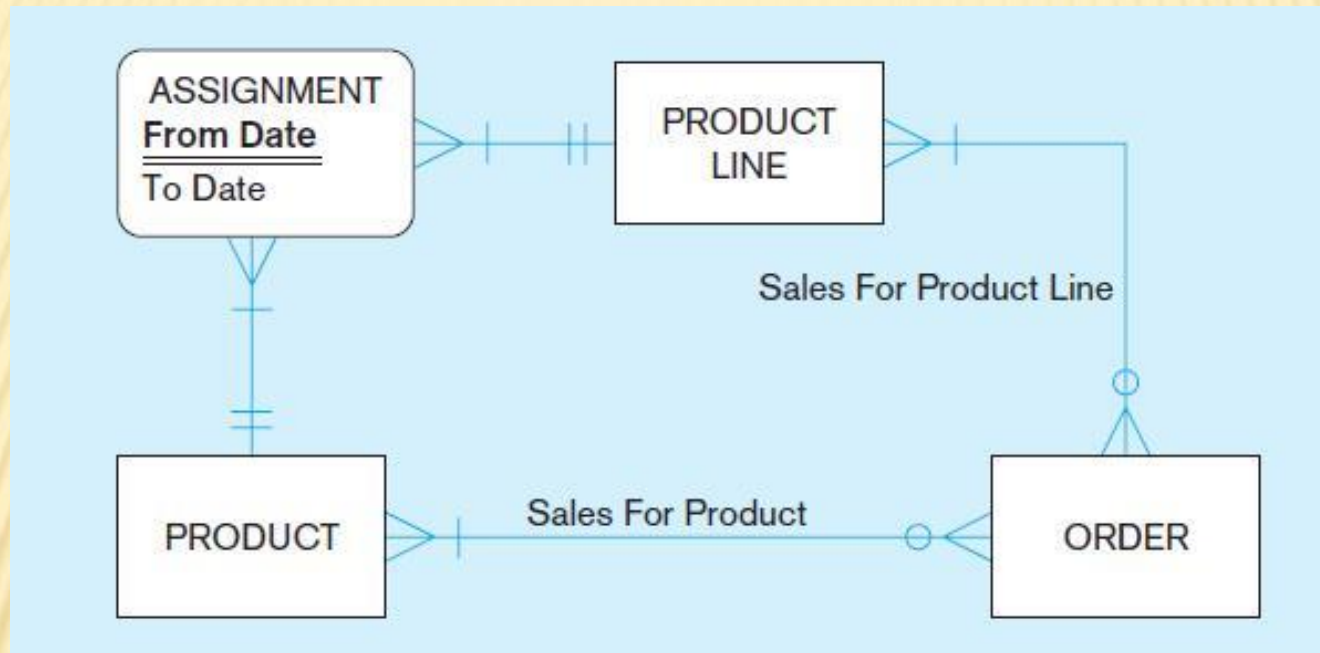 ASSIGNMENT
From Date
To Date
PRODUCT
LINE
Sales For Product Line
PRODUCT
Sales For Product
ORDER